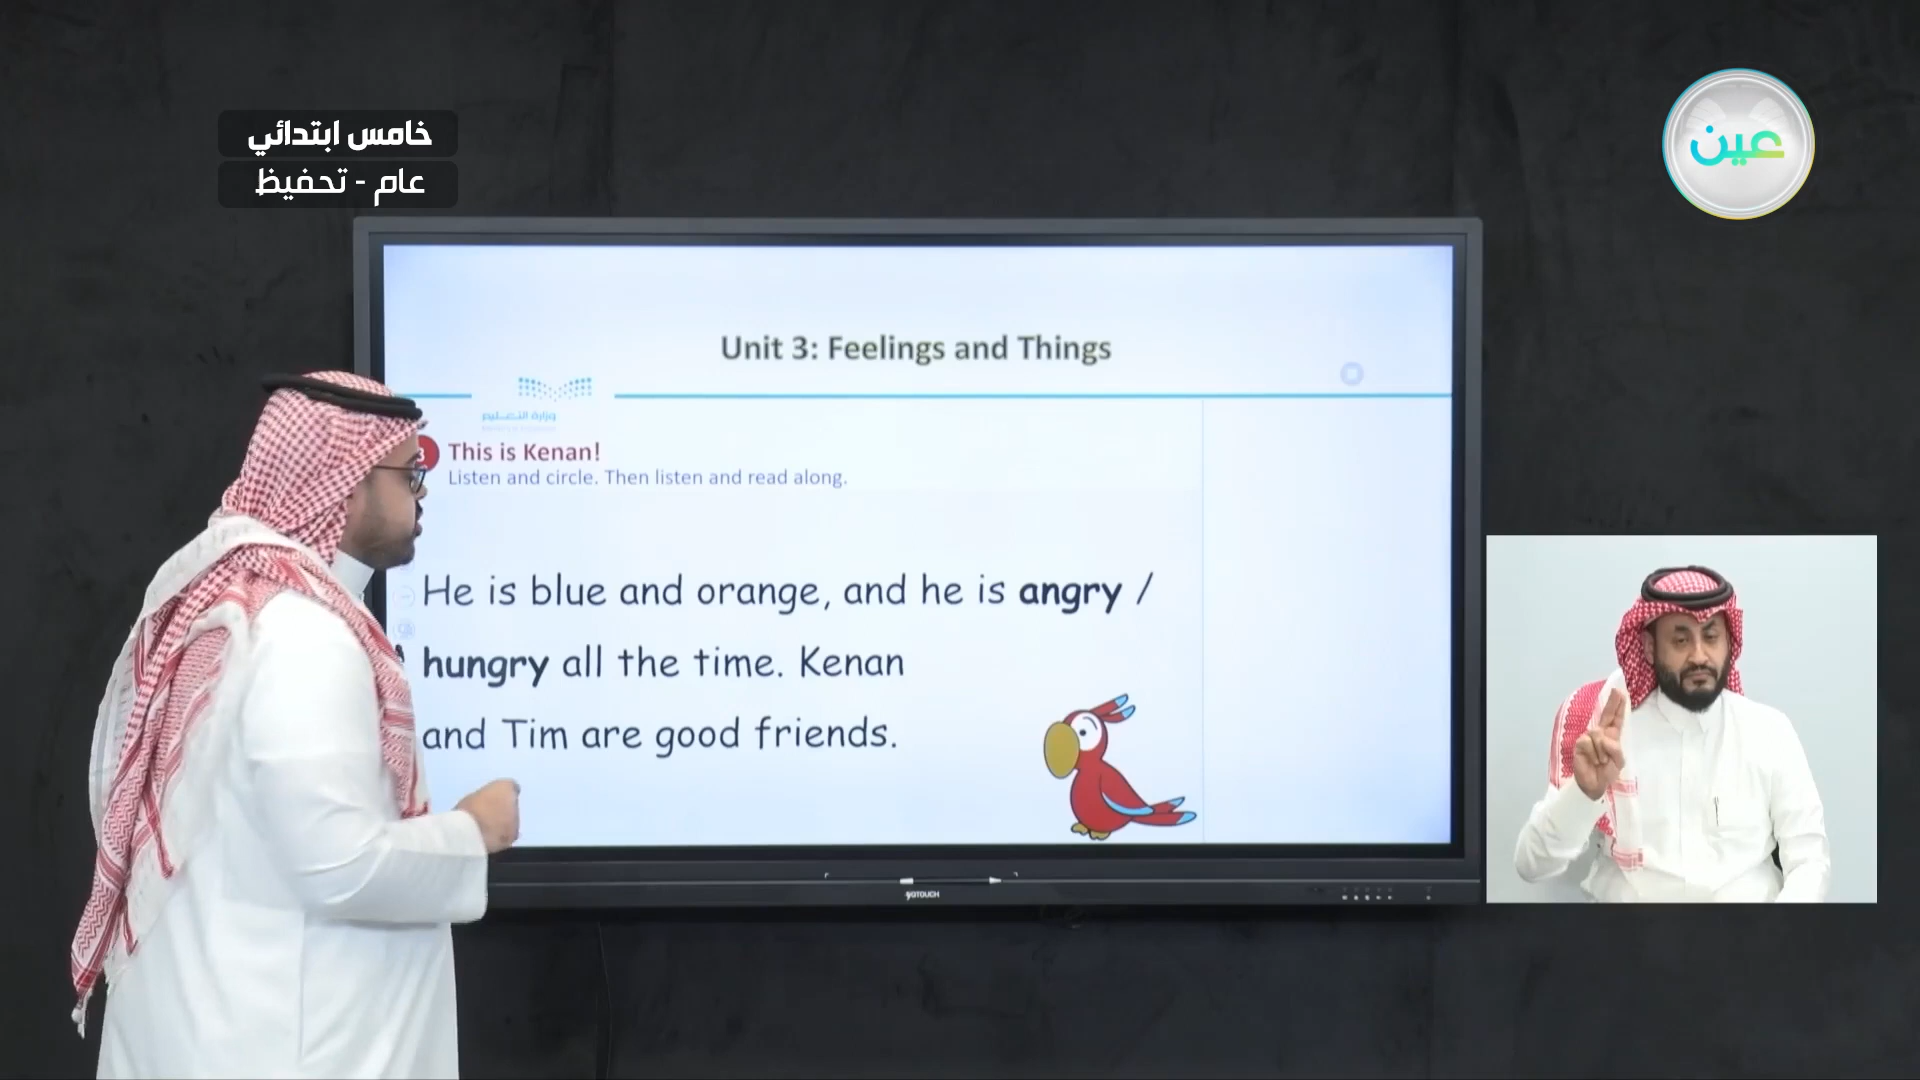 خامس ابتدائي
عام - تحفيظ
عين
Unit 3: Feelings and Things
وزارة التعليم
3
This is Kenan!
Listen and circle. Then listen and read along.
He is blue and orange, and he is angry /
hungry all the time. Kenan
and Tim are good friends.